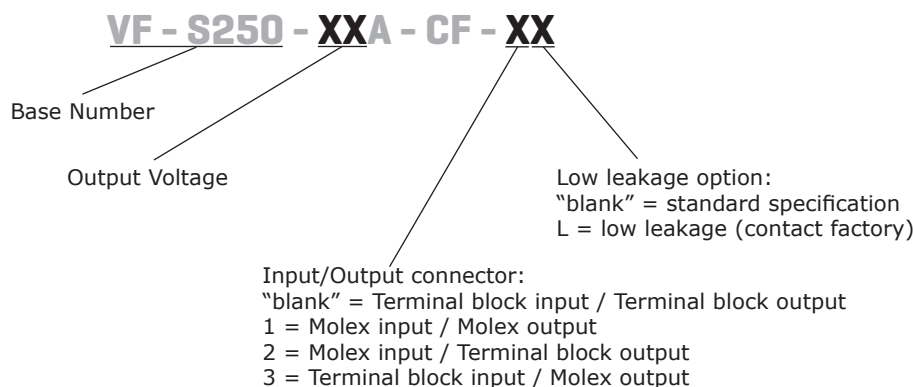 VF - S250 - XXA - CF - XX
Base Number
Output Voltage
Low leakage option:
“blank” = standard specification
L = low leakage (contact factory)
Input/Output connector:
“blank” = Terminal block input / Terminal block output
1 = Molex input / Molex output
2 = Molex input / Terminal block output
3 = Terminal block input / Molex output